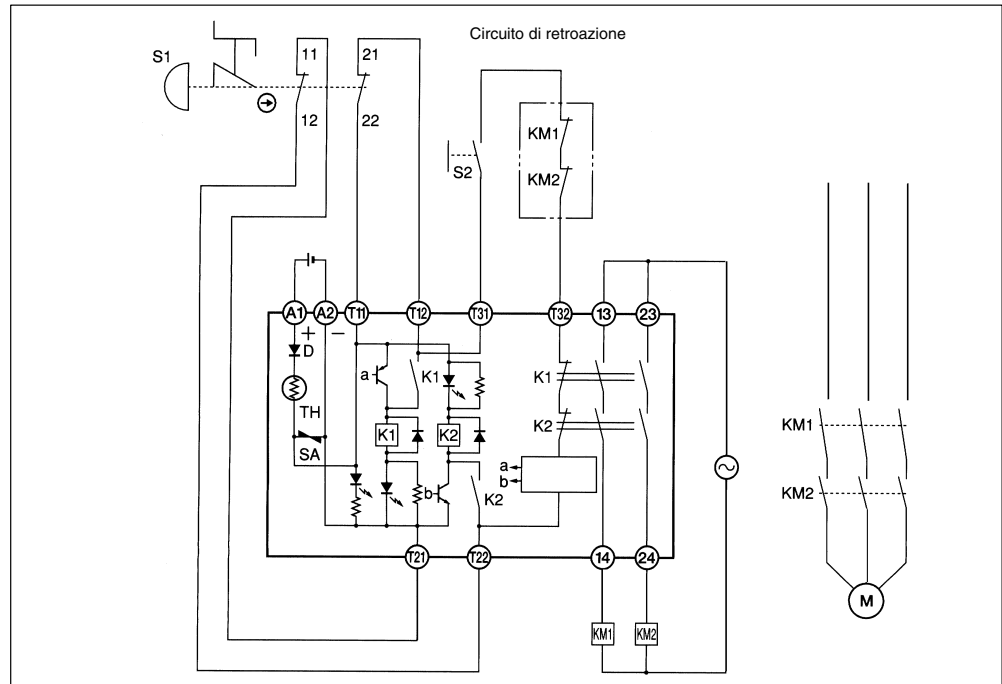 Circuito di retroazione
S1
11
21
12
22
S2
KM1
KM2
A1
A2
T11
T12
T31
T32
13
23
+
−
D
a
K1
K1
TH
K1
K2
K2
SA
a
b
b
K2
T21
T22
14
24
KM1
KM2
KM1
KM2
M